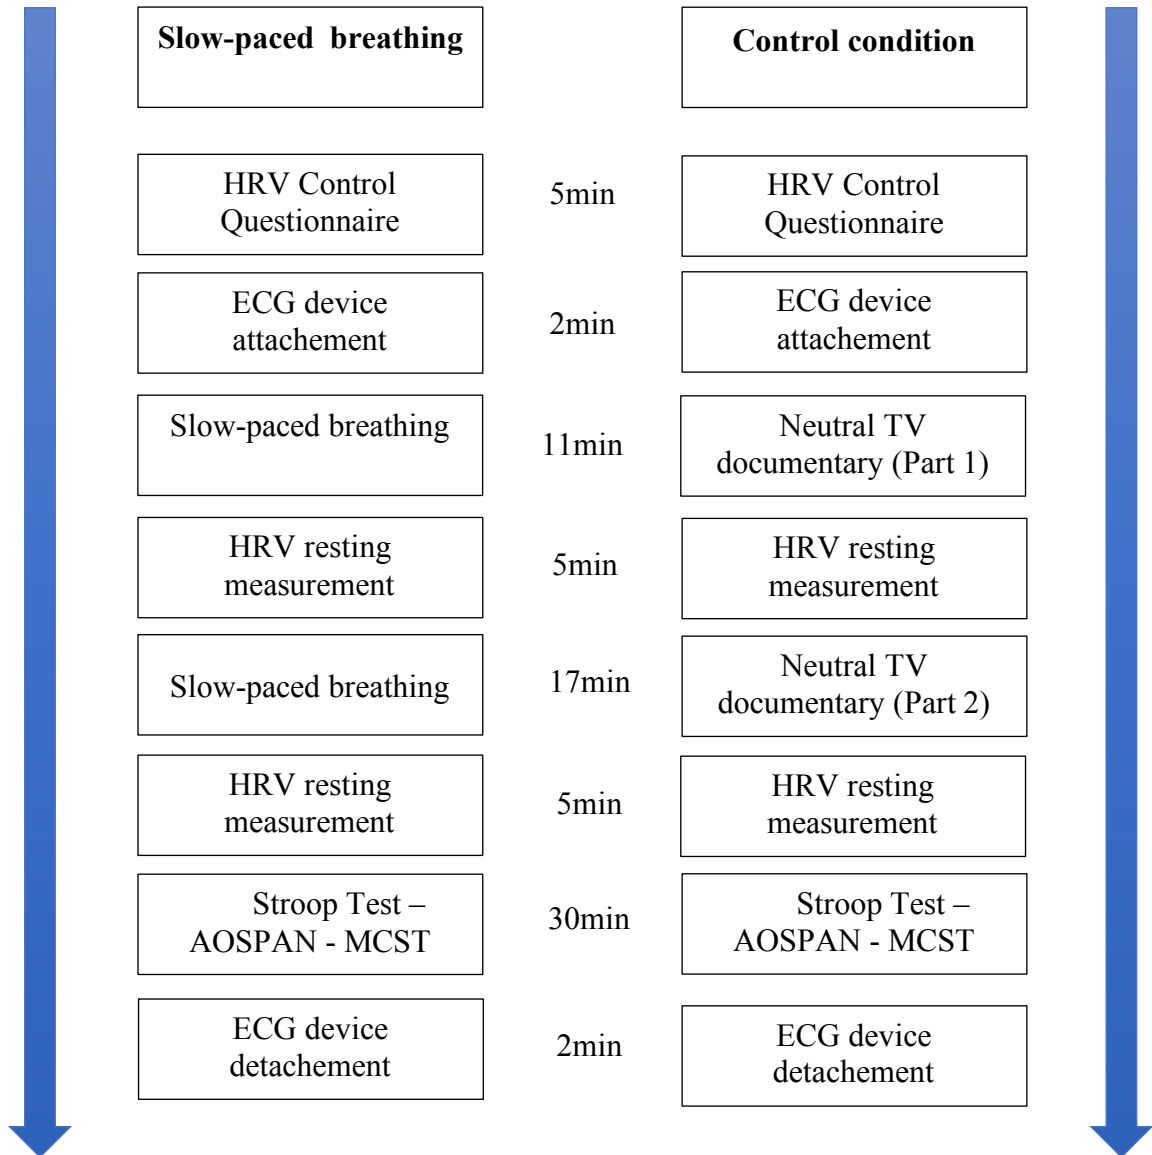 Slow-paced breathing
Control condition
HRV Control
Questionnaire
5min
HRV Control
Questionnaire
ECG device
attachement
2min
ECG device
attachement
Slow-paced breathing
11min
Neutral TV
documentary (Part 1)
HRV resting
measurement
5min
HRV resting
measurement
Slow-paced breathing
17min
Neutral TV
documentary (Part 2)
HRV resting
measurement
5min
HRV resting
measurement
Stroop Test –
AOSPAN - MCST
30min
Stroop Test –
AOSPAN - MCST
ECG device
detachement
2min
ECG device
detachement